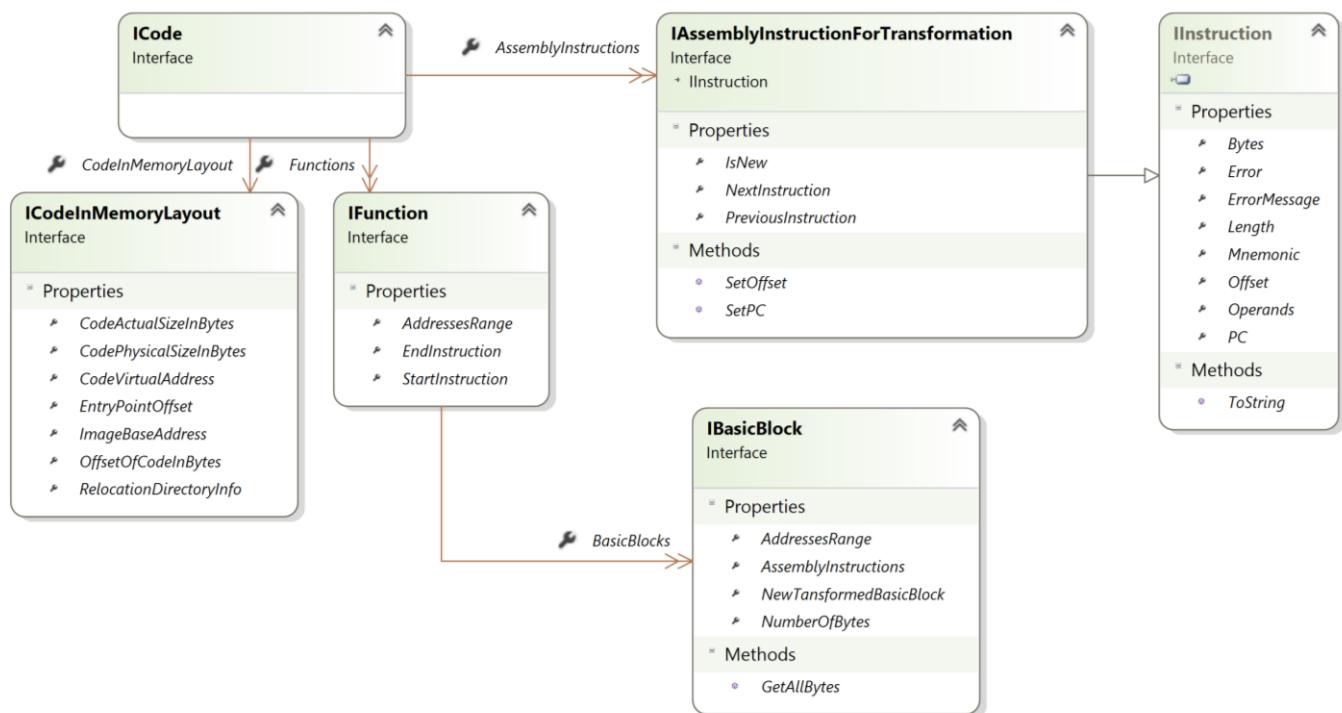 ICode
Interface
AssemblyInstructions
CodeInMemoryLayout
Functions
IAssemblyInstructionForTransformation
Interface
IInstruction
Properties
IsNew
NextInstruction
PreviousInstruction
Methods
SetOffset
SetPC
IInstruction
Interface
Properties
Bytes
Error
ErrorMessage
Length
Mnemonic
Offset
Operands
PC
Methods
ToString
ICodeInMemoryLayout
Interface
Properties
CodeActualSizeInBytes
CodePhysicalSizeInBytes
CodeVirtualAddress
EntryPointOffset
ImageBaseAddress
OffsetOfCodeInBytes
RelocationDirectoryInfo
IFunction
Interface
Properties
AddressesRange
EndInstruction
StartInstruction
BasicBlocks
IBasicBlock
Interface
Properties
AddressesRange
AssemblyInstructions
NewTansformedBasicBlock
NumberOfBytes
Methods
GetAllBytes